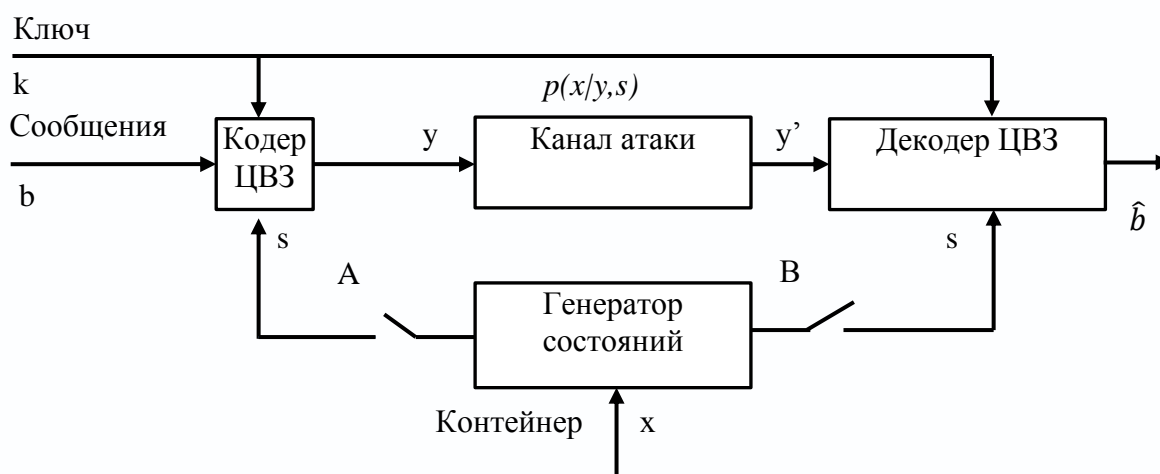 Ключ
k
p(x/y,s)
Сообщения
b
Кодер
ЦВЗ
y
Канал атаки
y’
Декодер ЦВЗ
b̂
s
s
A
B
Генератор
состояний
Контейнер
x